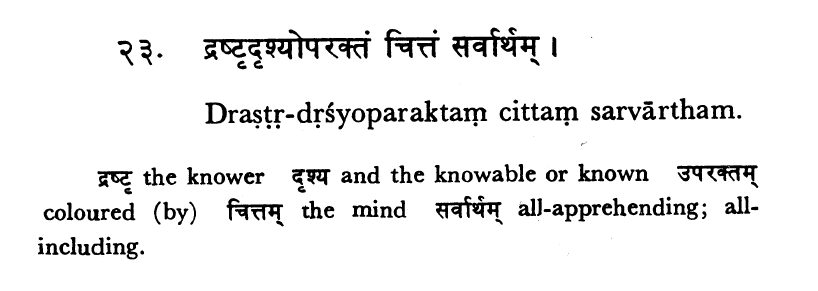 २३. द्रष्टृदृश्योपरक्तं चित्तं सर्वार्थम् ।
Draṣṭṛ-dṛśyoparaktaṃ cittaṃ sarvārtham.
द्रष्टृ the knower दृश्य and the knowable or known उपरक्तम्
coloured (by) चित्तम् the mind सर्वार्थम् all-apprehending; all-
including.